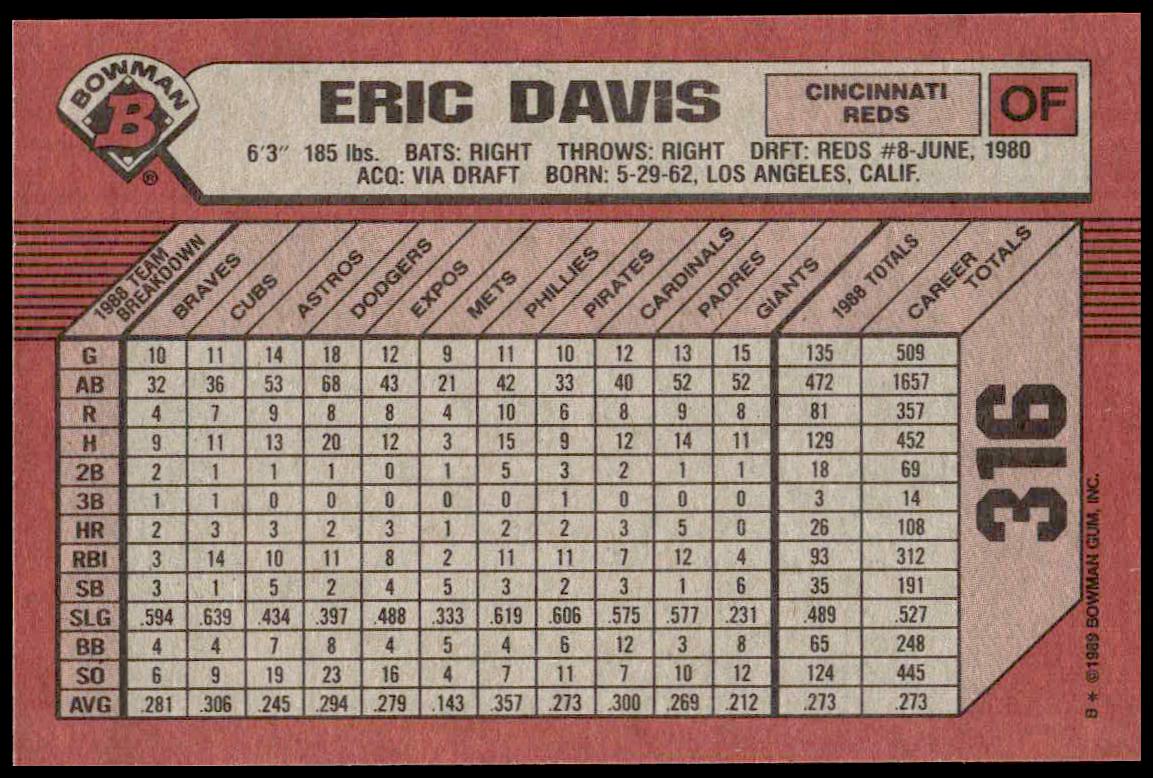 BOWMAN
B
®
ERIC DAVIS
CINCINNATI
REDS
OF
6'3" 185 lbs. BATS: RIGHT THROWS: RIGHT DRFT: REDS #8-JUNE, 1980
ACQ: VIA DRAFT BORN: 5-29-62, LOS ANGELES, CALIF.
1988 TEAM BREAKDOWN BRAVES CUBS ASTROS DODGERS EXPOS METS PHILLIES PIRATES CARDINALS PADRES GIANTS 1988 TOTALS CAREER TOTALS
G 10 11 14 18 12 9 11 10 12 13 15 135 509
AB 32 36 53 68 43 21 42 33 40 52 52 472 1657
R 4 7 9 8 8 4 10 6 8 9 8 81 357
H 9 11 13 20 12 3 15 9 12 14 11 129 452
2B 2 1 1 1 0 1 5 3 2 1 1 18 69
3B 1 1 0 0 0 0 0 1 0 0 0 3 14
HR 2 3 3 2 3 1 2 2 3 5 0 26 108
RBI 3 14 10 11 8 2 11 11 7 12 4 93 312
SB 3 1 5 2 4 5 3 2 3 1 6 35 191
SLG .594 .639 .434 .397 .488 .333 .619 .606 .575 .577 .231 .489 .527
BB 4 4 7 8 4 5 4 6 12 3 8 65 248
SO 6 9 19 23 16 4 7 11 7 10 12 124 445
AVG .281 .306 .245 .294 .279 .143 .357 .273 .300 .269 .212 .273 .273
316
B * ©1989 BOWMAN GUM, INC.